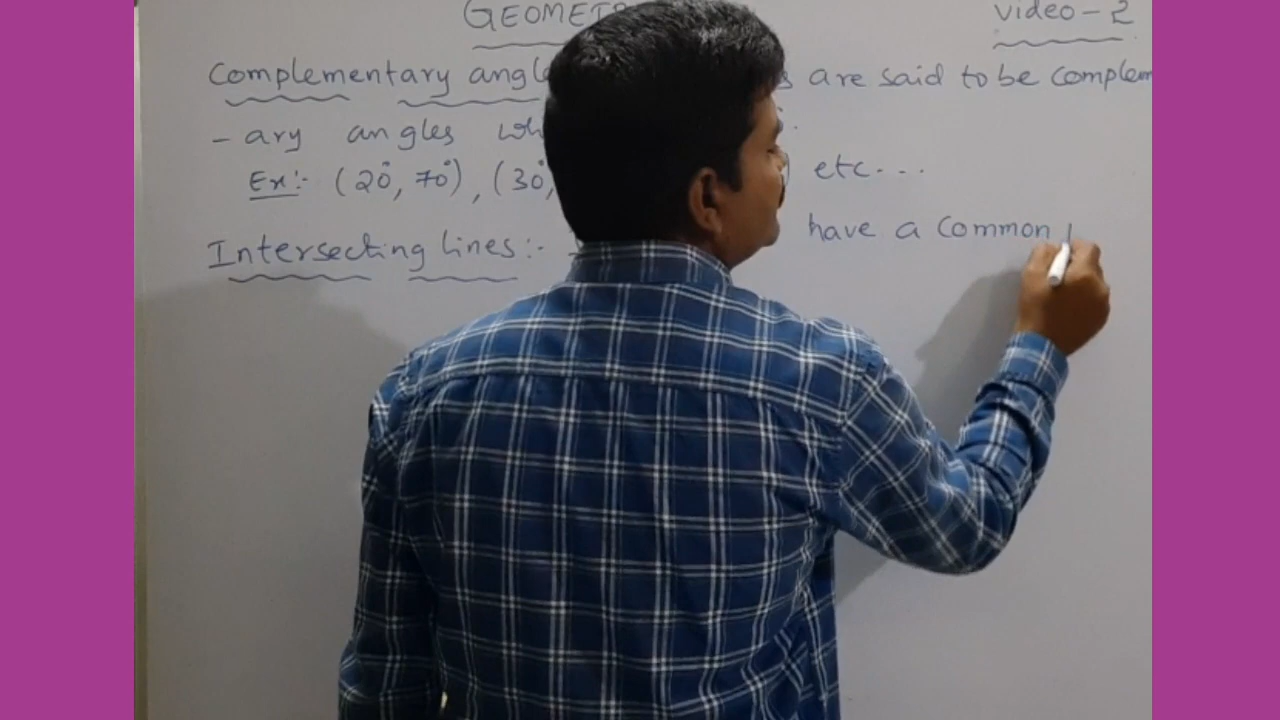 GEOMET
video - 2
Complementary angle are said to be complem
- ary angles wh
Ex:- (20°, 70°), (30°, etc...
Intersecting lines:- have a common